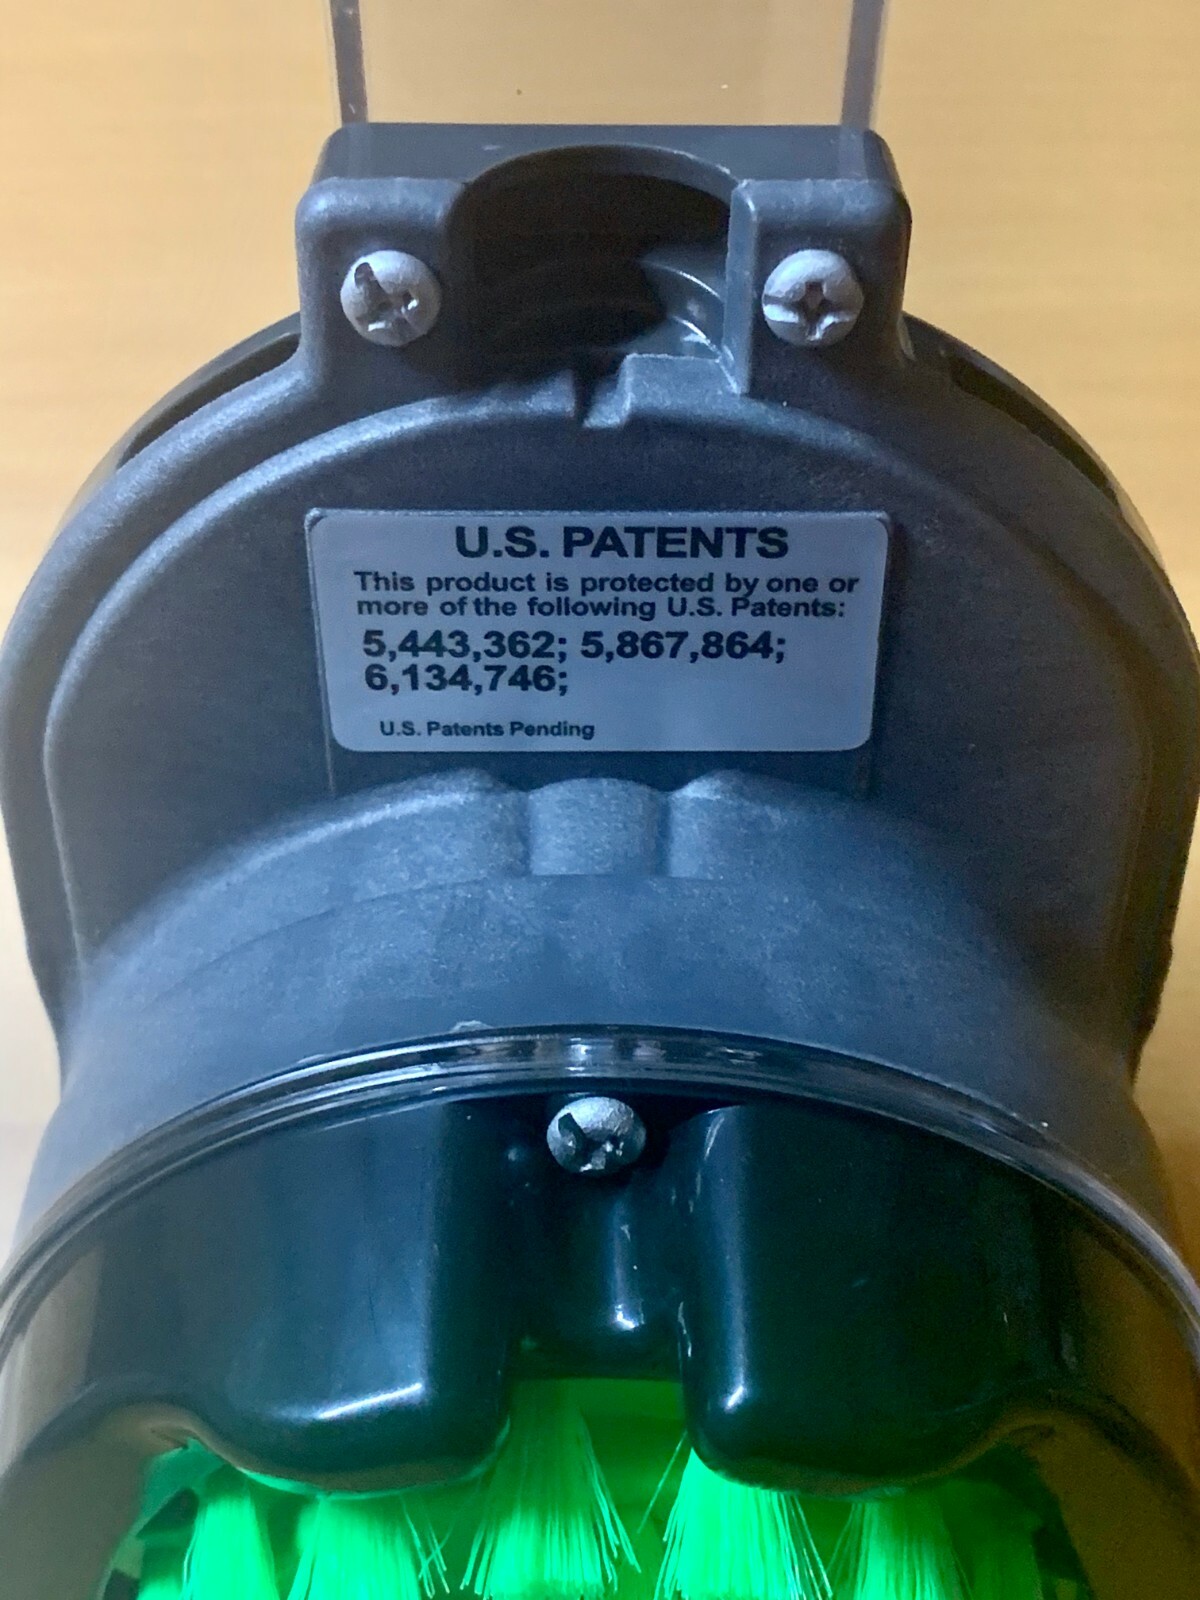 U.S. PATENTS
This product is protected by one or
more of the following U.S. Patents:
5,443,362; 5,867,864;
6,134,746;
U.S. Patents Pending